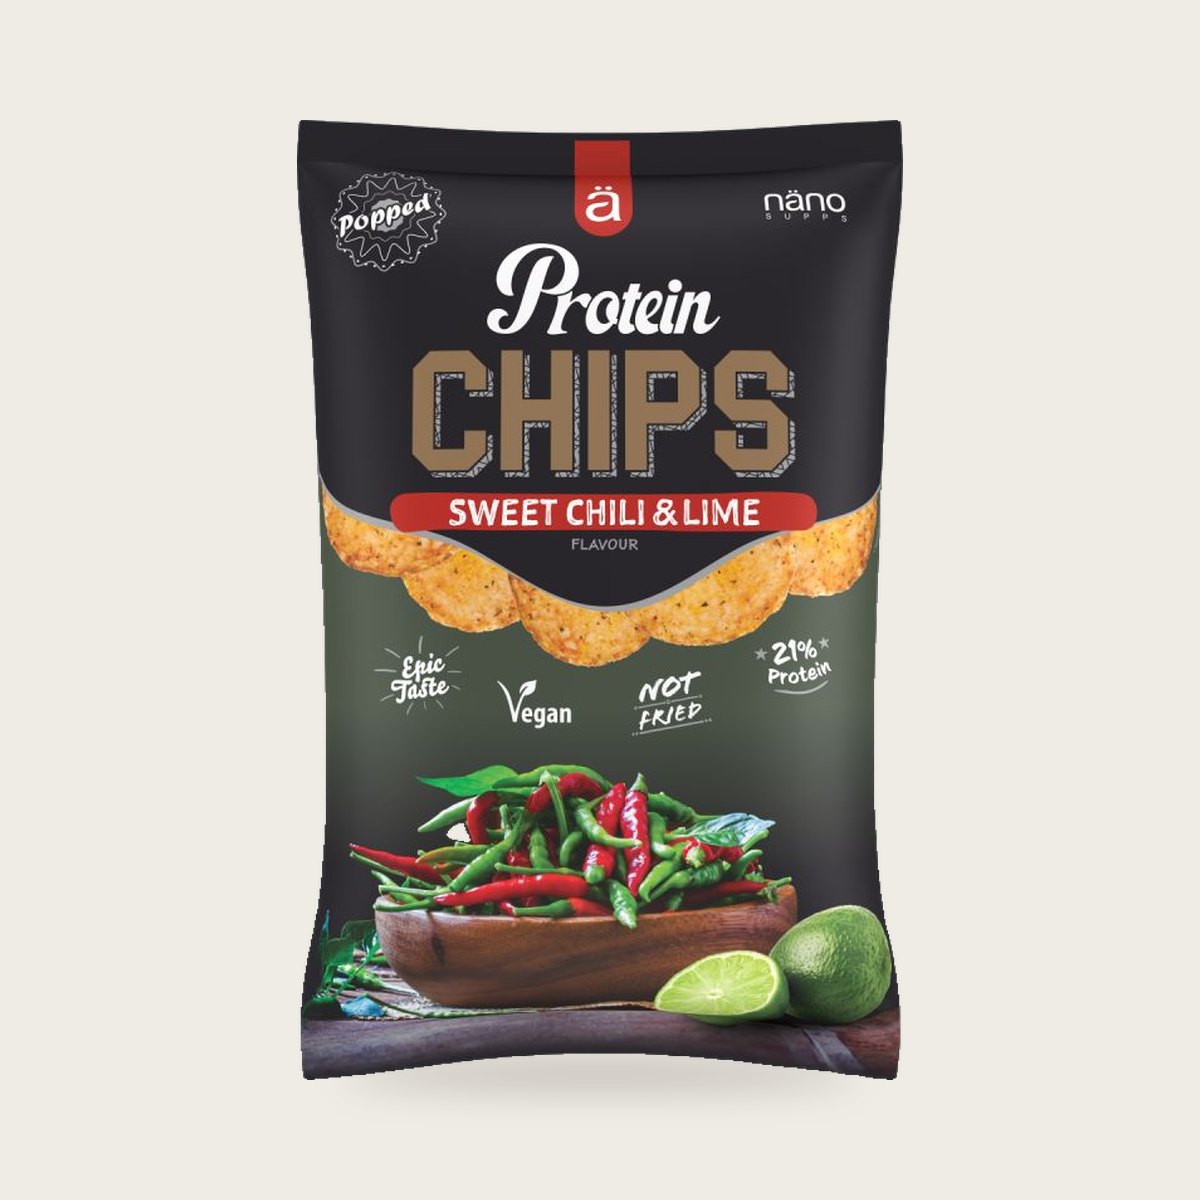 Popped
ä
näno
SUPPS
Protein
CHIPS
SWEET CHILI & LIME
FLAVOUR
Epic
Taste
Vegan
NOT
FRIED
21%
Protein